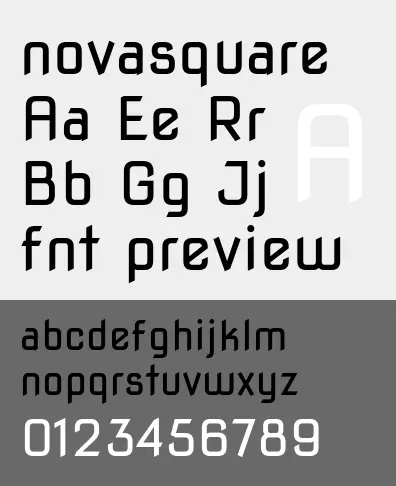 novasquare
Aa Ee Rr
A
Bb Gg Jj
fnt preview
abcdefghijklm
nopqrstuvwxyz
0123456789